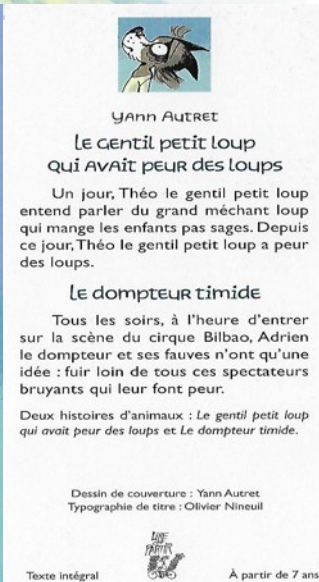 Yann Autret
Le gentil petit loup
qui avait peur des loups
Un jour, Théo le gentil petit loup
entend parler du grand méchant loup
qui mange les enfants pas sages. Depuis
ce jour, Théo le gentil petit loup a peur
des loups.
Le dompteur timide
Tous les soirs, à l'heure d'entrer
sur la scène du cirque Bilbao, Adrien
le dompteur et ses fauves n'ont qu'une
idée : fuir loin de tous ces spectateurs
bruyants qui leur font peur.
Deux histoires d'animaux : Le gentil petit loup
qui avait peur des loups et Le dompteur timide.
Dessin de couverture : Yann Autret
Typographie de titre : Olivier Nineuil
LIRE
PARTIR
Texte intégral
À partir de 7 ans